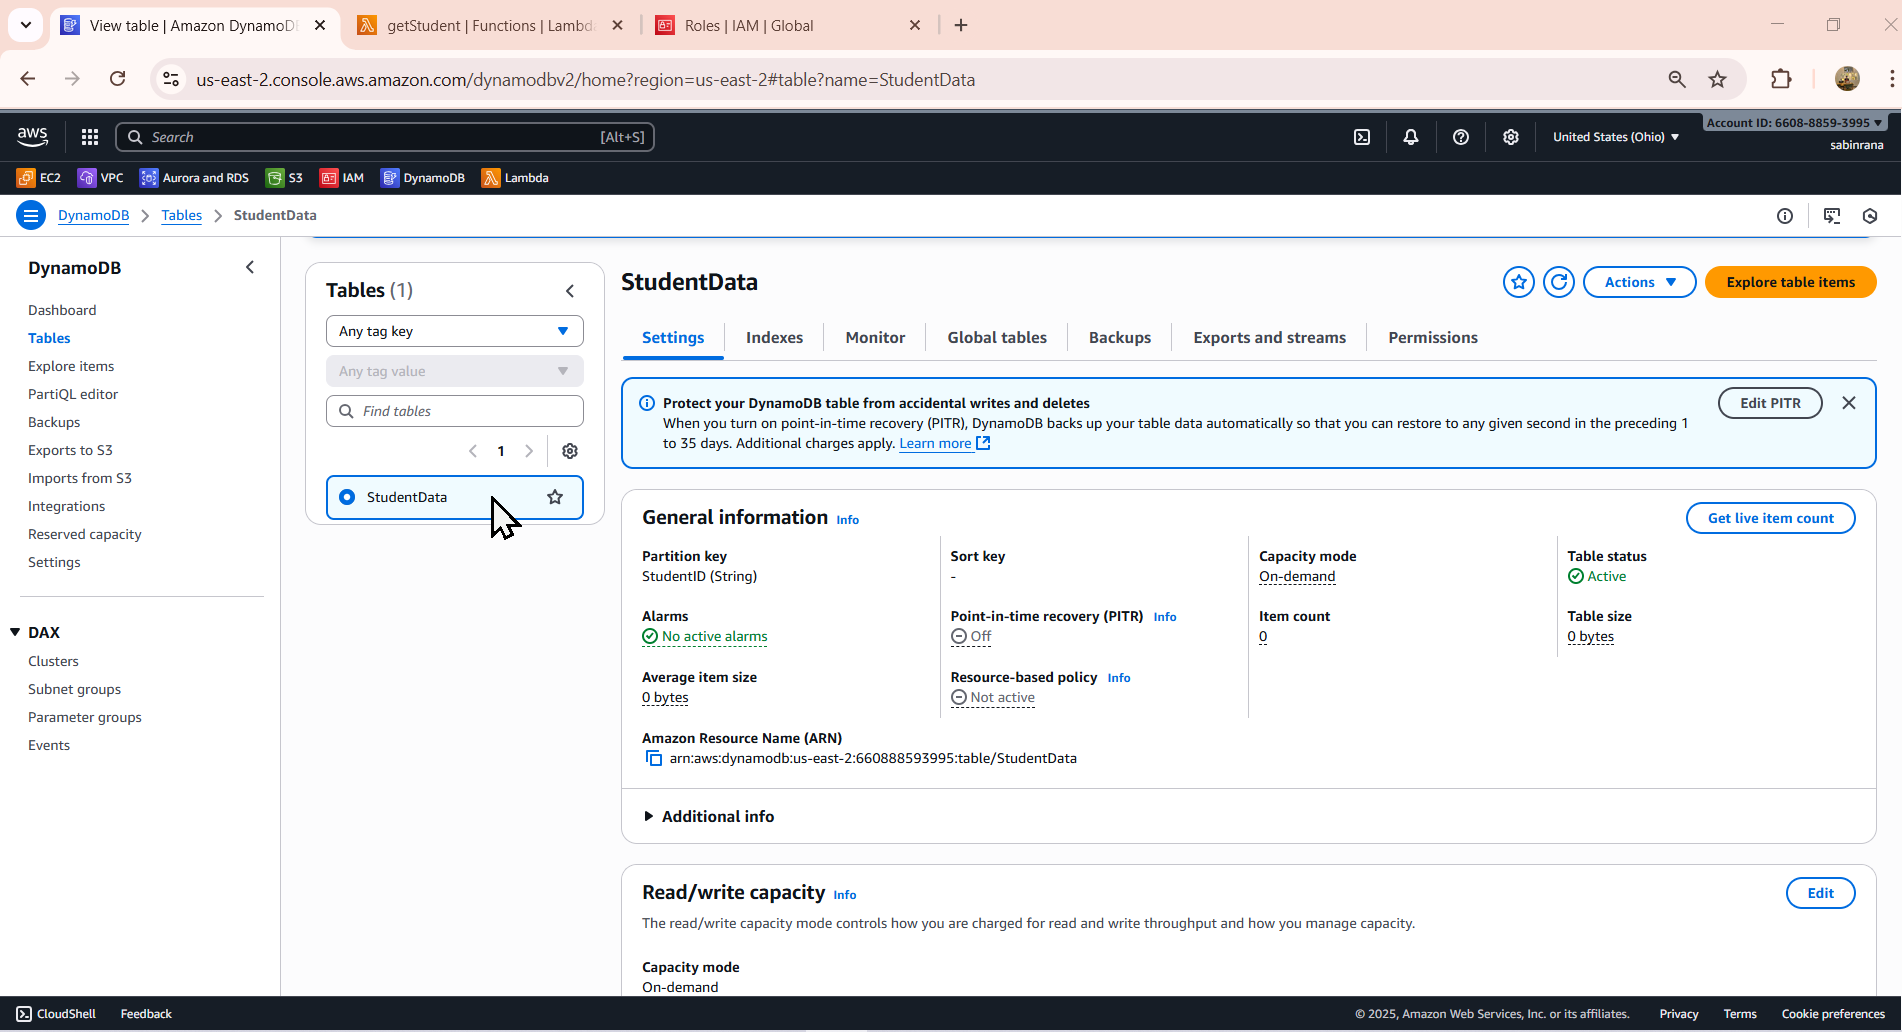 View table | Amazon DynamoDB
getStudent | Functions | Lambda
Roles | IAM | Global
us-east-2.console.aws.amazon.com/dynamodbv2/home?region=us-east-2#table?name=StudentData
aws
Search
[Alt+S]
United States (Ohio)
Account ID: 6608-8859-3995
sabinrana
EC2
VPC
Aurora and RDS
S3
IAM
DynamoDB
Lambda
DynamoDB
Tables
StudentData
DynamoDB
Dashboard
Tables
Explore items
PartiQL editor
Backups
Exports to S3
Imports from S3
Integrations
Reserved capacity
Settings
DAX
Clusters
Subnet groups
Parameter groups
Events
Tables (1)
Any tag key
Any tag value
Find tables
1
StudentData
StudentData
Actions
Explore table items
Settings
Indexes
Monitor
Global tables
Backups
Exports and streams
Permissions
Protect your DynamoDB table from accidental writes and deletes
When you turn on point-in-time recovery (PITR), DynamoDB backs up your table data automatically so that you can restore to any given second in the preceding 1
to 35 days. Additional charges apply. Learn more
Edit PITR
General information Info
Get live item count
Partition key
StudentID (String)
Sort key
-
Capacity mode
On-demand
Table status
Active
Alarms
No active alarms
Point-in-time recovery (PITR) Info
Off
Item count
0
Table size
0 bytes
Average item size
0 bytes
Resource-based policy Info
Not active
Amazon Resource Name (ARN)
arn:aws:dynamodb:us-east-2:660888593995:table/StudentData
Additional info
Read/write capacity Info
Edit
The read/write capacity mode controls how you are charged for read and write throughput and how you manage capacity.
Capacity mode
On-demand
CloudShell
Feedback
© 2025, Amazon Web Services, Inc. or its affiliates.
Privacy
Terms
Cookie preferences